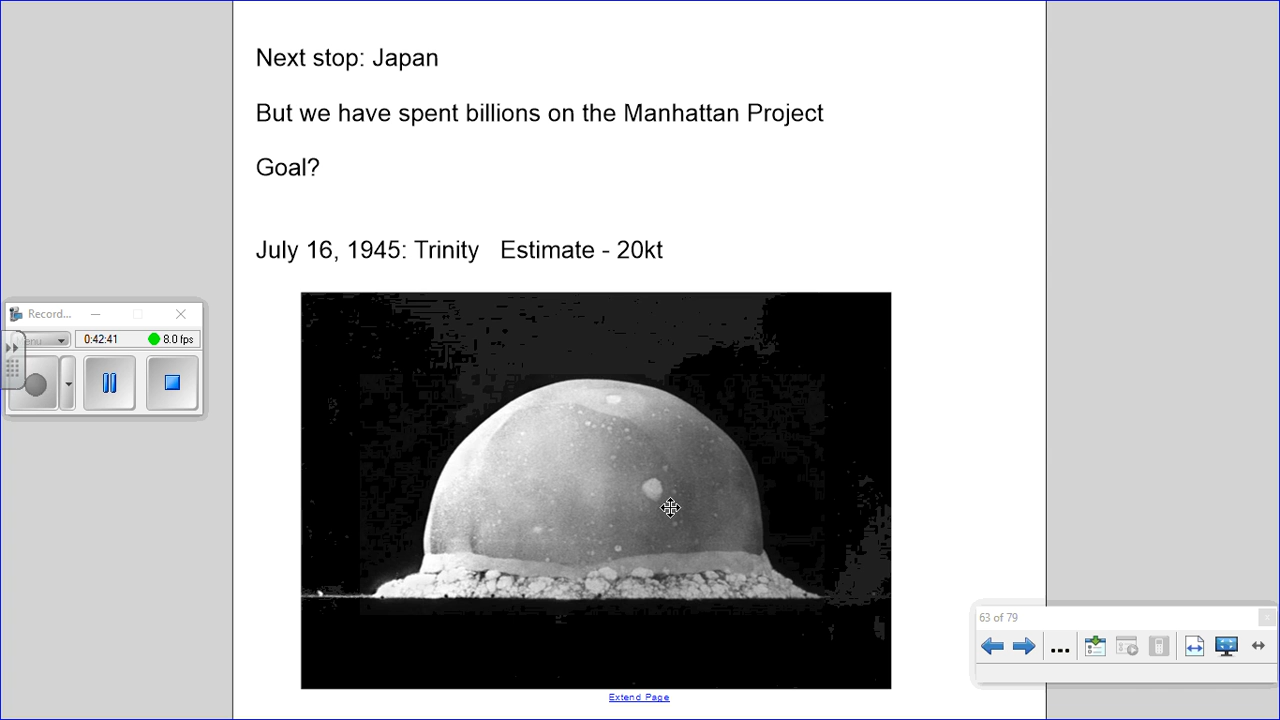 Next stop: Japan
But we have spent billions on the Manhattan Project
Goal?
July 16, 1945: Trinity Estimate - 20kt
Record...
enu
0:42:41
8.0 fps
63 of 79
Extend Page